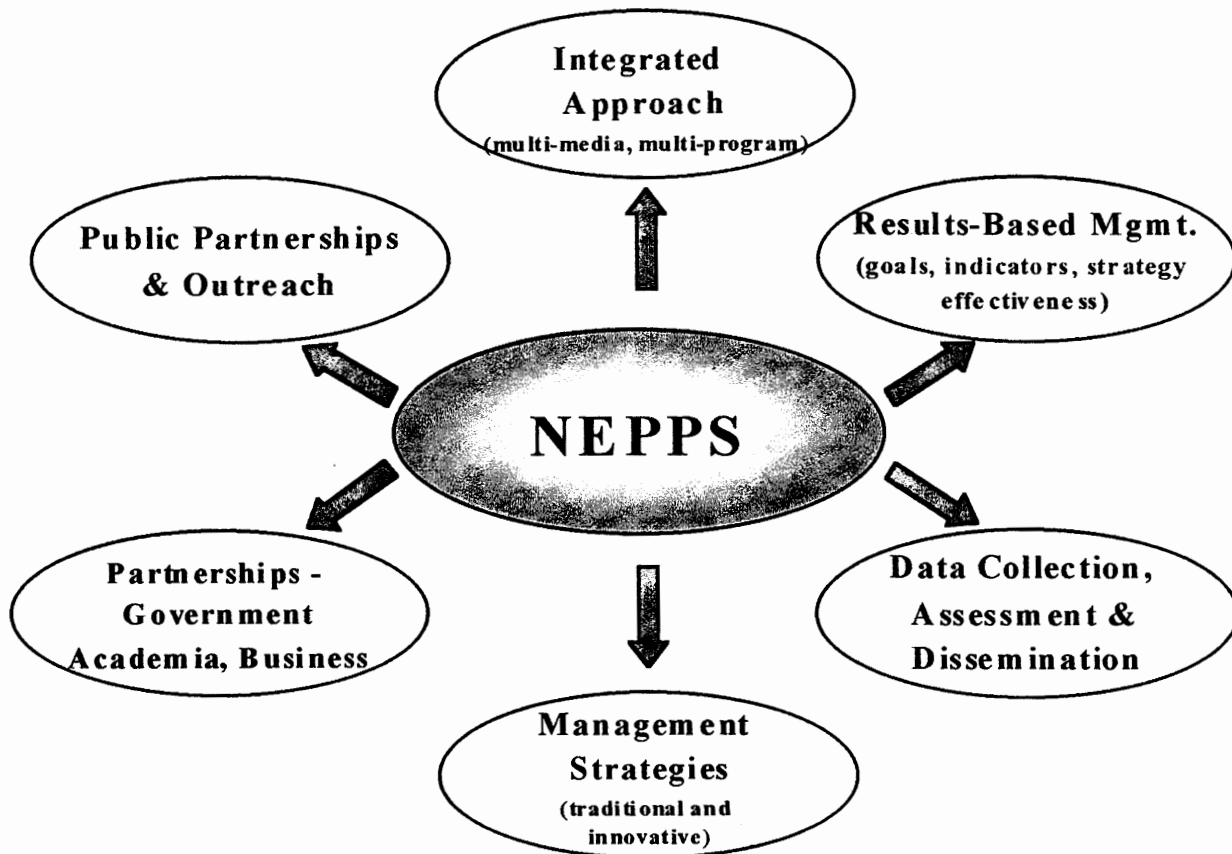 Integrated
Approach
(multi-media, multi-program)
Public Partnerships
& Outreach
Results-Based Mgmt.
(goals, indicators, strategy
effectiveness)
NEPPS
Partnerships -
Government
Academia, Business
Data Collection,
Assessment &
Dissemination
Management
Strategies
(traditional and
innovative)